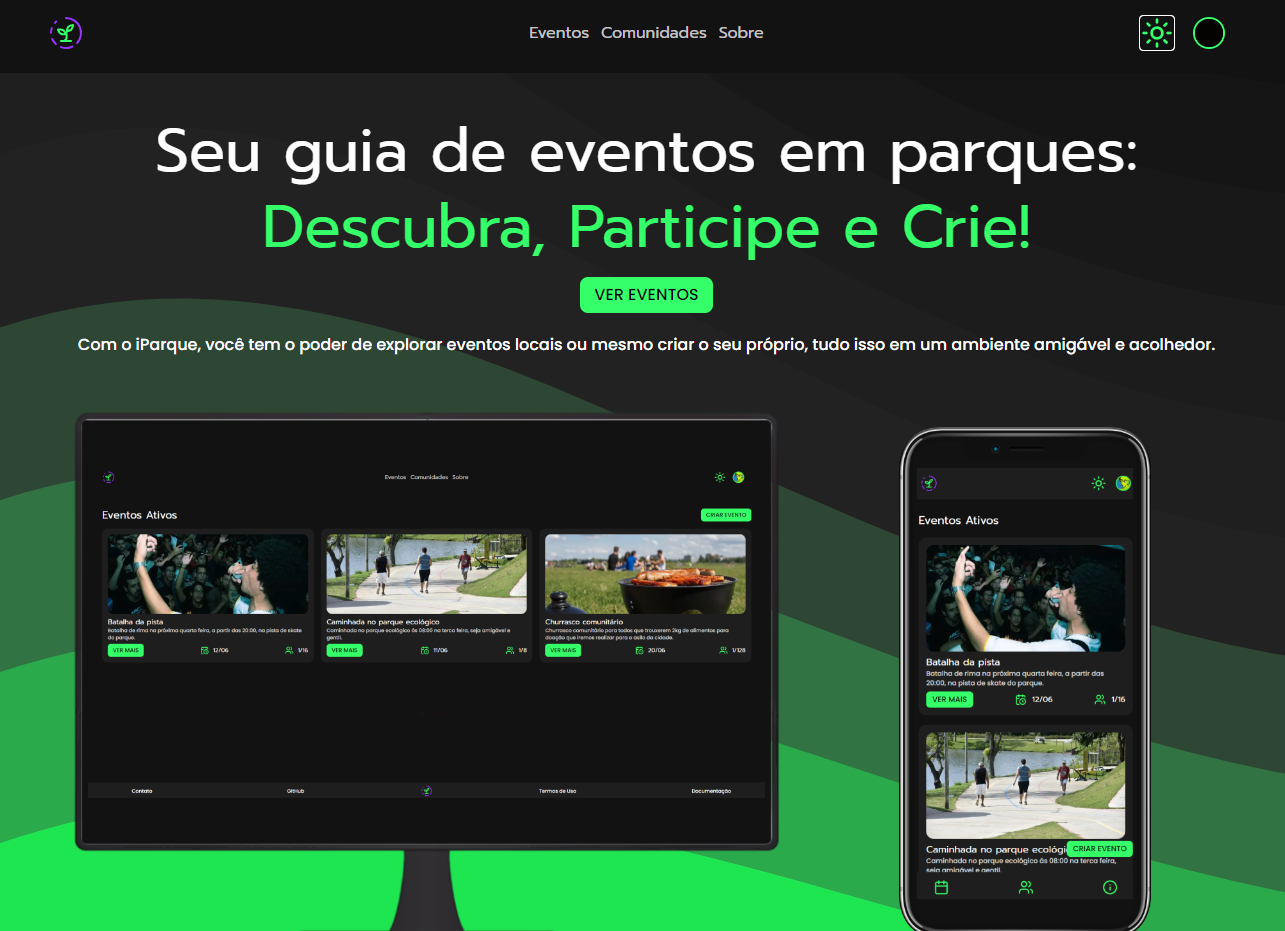 Eventos Comunidades Sobre
Seu guia de eventos em parques:
Descubra, Participe e Crie!
VER EVENTOS
Com o iParque, você tem o poder de explorar eventos locais ou mesmo criar o seu próprio, tudo isso em um ambiente amigável e acolhedor.
Eventos Comunidades Sobre
Eventos Ativos
CRIAR EVENTO
Batalha da pista
Batalha de rima na próxima quarta feira, a partir das 20:00, na pista de skate
do parque.
VER MAIS 12/06 1/16
Caminhada no parque ecológico
Caminhada no parque ecológico ás 08:00 na terca feira, seja amigável e
gentil.
VER MAIS 11/06 1/8
Churrasco comunitário
Churrasco comunitário para todos que trouxerem 2kg de alimentos para
doação que iremos realizar para o asilo da cidade.
VER MAIS 20/06 1/128
Contato GitHub Termos de Uso Documentação
Eventos Ativos
Batalha da pista
Batalha de rima na próxima quarta feira, a partir das
20:00, na pista de skate do parque.
VER MAIS 12/06 1/16
Caminhada no parque ecológi
CRIAR EVENTO
Caminhada no parque ecológico ás 08:00 na terca feira,
seja amigável e gentil.